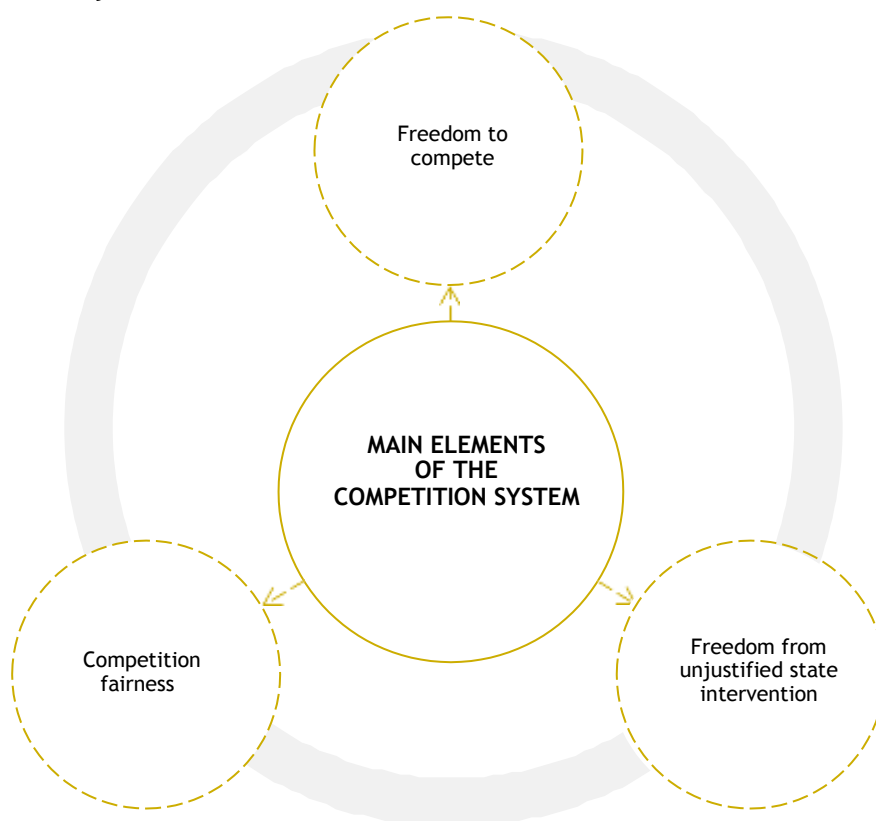 Freedom to
compete
MAIN ELEMENTS
OF THE
COMPETITION SYSTEM
Competition
fairness
Freedom from
unjustified state
intervention